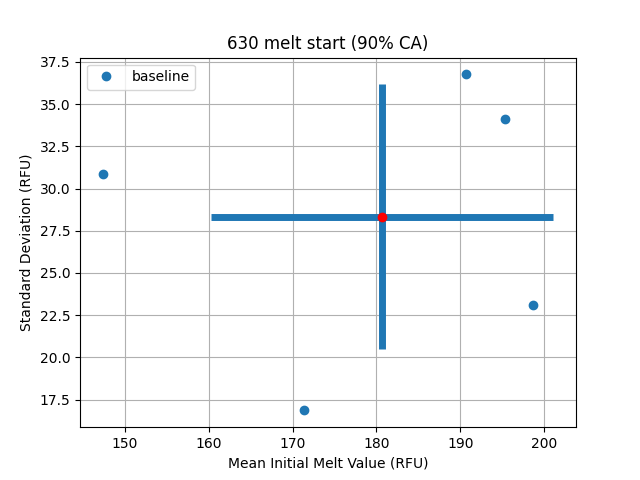 630 melt start (90% CA)
baseline
37.5
35.0
32.5
30.0
27.5
25.0
22.5
20.0
17.5
Standard Deviation (RFU)
150 160 170 180 190 200
Mean Initial Melt Value (RFU)